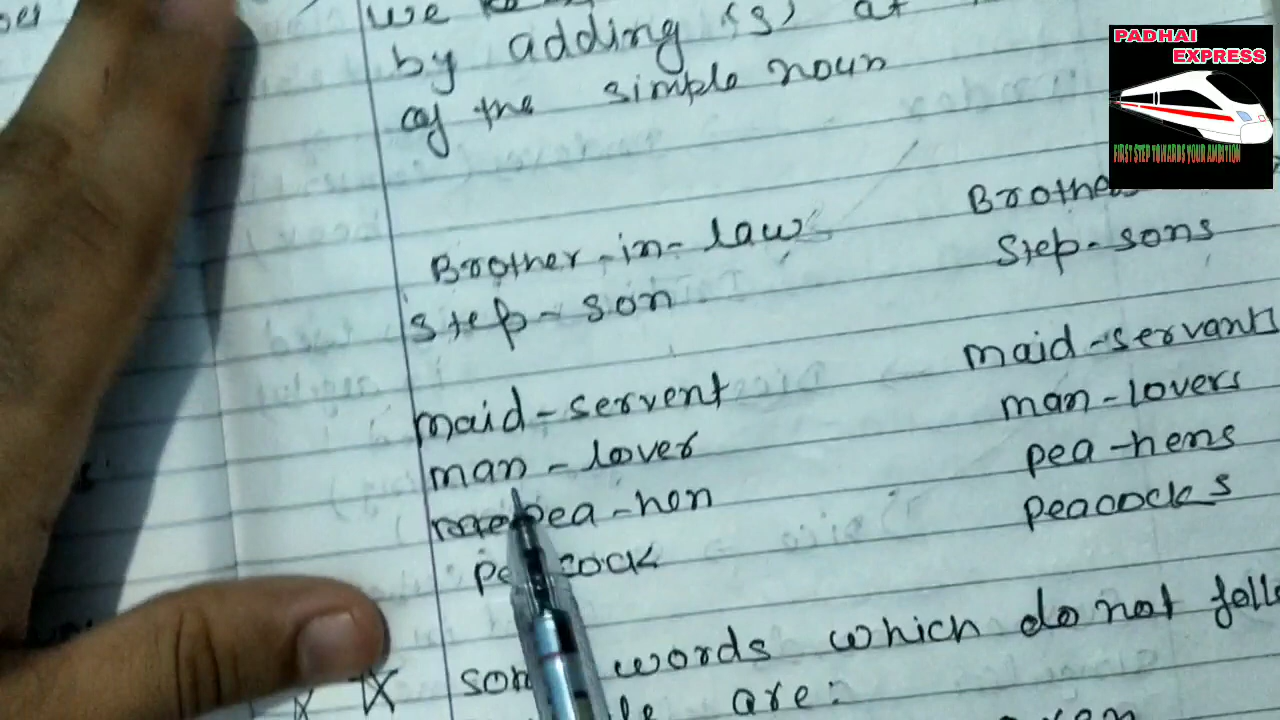 we
by adding (s) at
of the simple noun
PADHAI
EXPRESS
FIRST STEP TOWARDS YOUR AMBITION
Brother-in-law
step-son Step-sons
maid-servent maid-servants
man-lover man-lovers
pea-hen pea-hens
peacocks
words which do not
are: